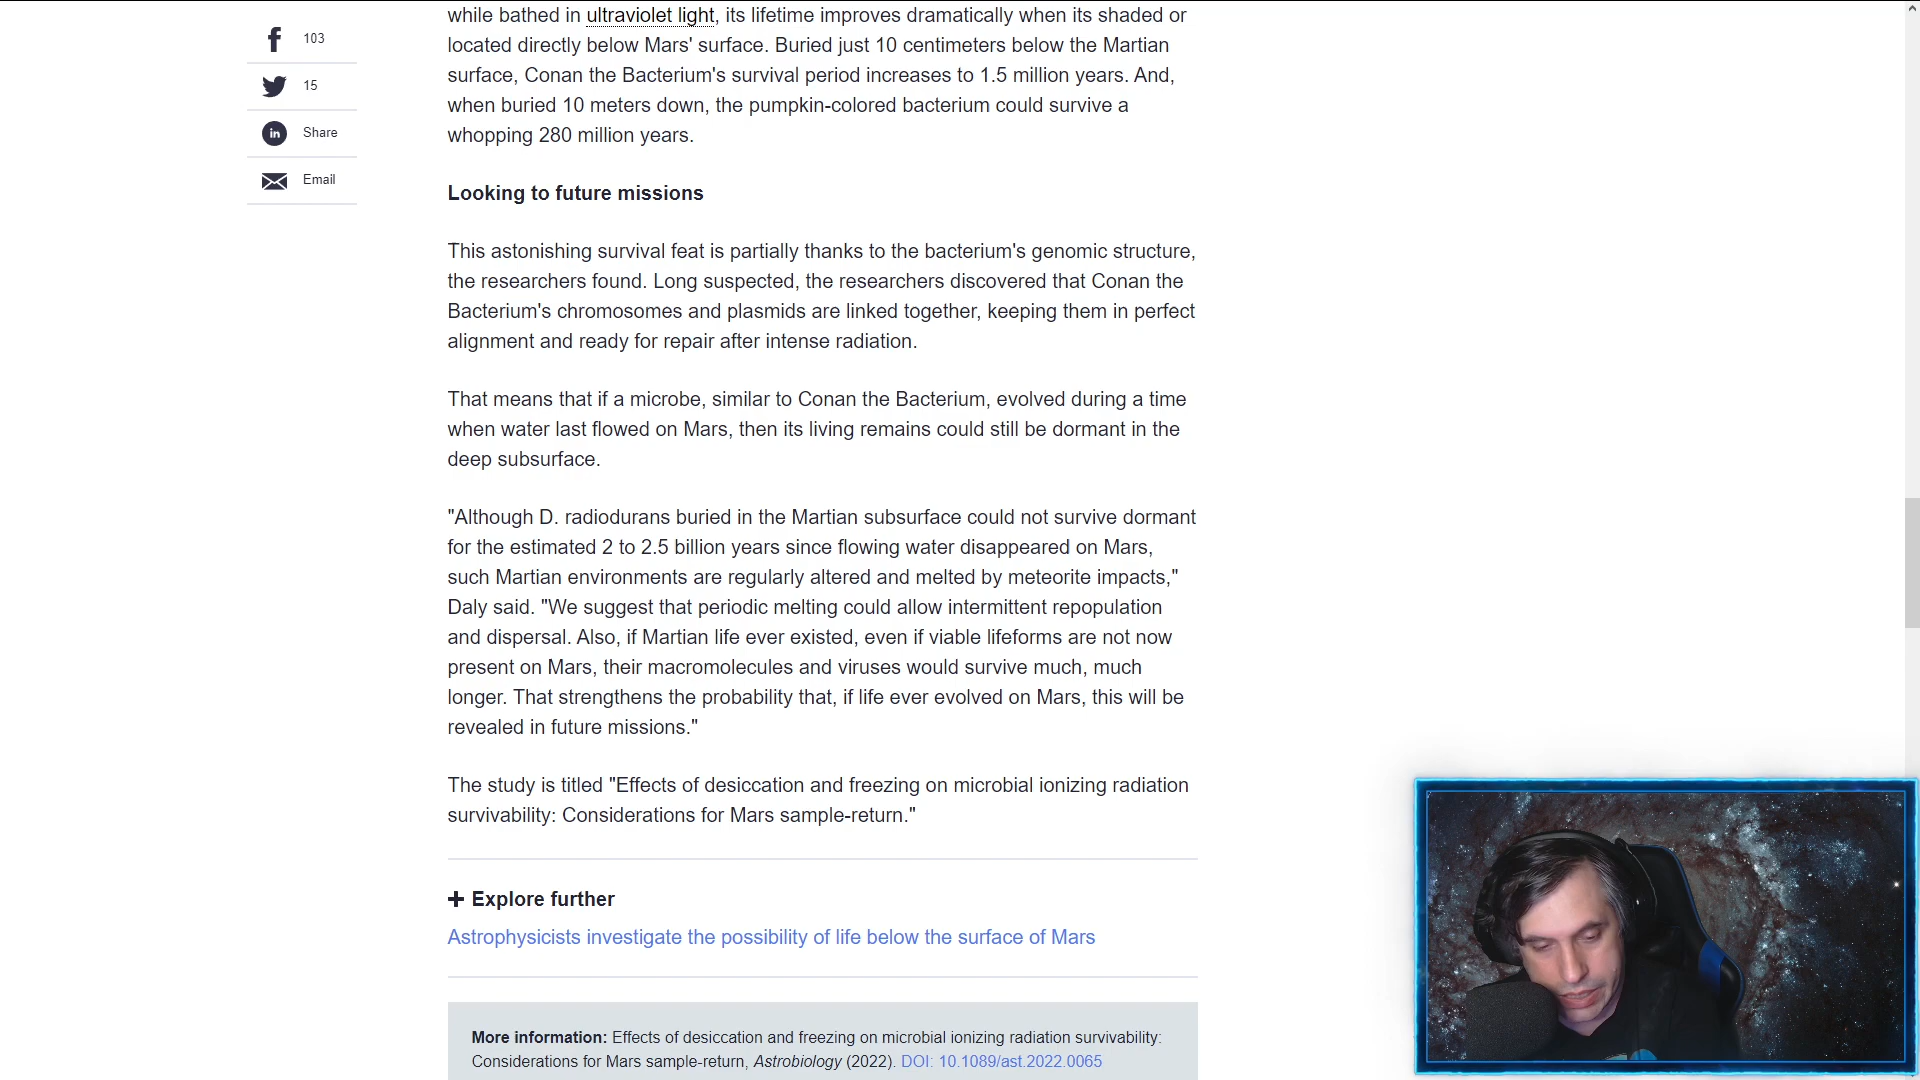 103
15
Share
Email
while bathed in ultraviolet light, its lifetime improves dramatically when its shaded or
located directly below Mars' surface. Buried just 10 centimeters below the Martian
surface, Conan the Bacterium's survival period increases to 1.5 million years. And,
when buried 10 meters down, the pumpkin-colored bacterium could survive a
whopping 280 million years.
Looking to future missions
This astonishing survival feat is partially thanks to the bacterium's genomic structure,
the researchers found. Long suspected, the researchers discovered that Conan the
Bacterium's chromosomes and plasmids are linked together, keeping them in perfect
alignment and ready for repair after intense radiation.
That means that if a microbe, similar to Conan the Bacterium, evolved during a time
when water last flowed on Mars, then its living remains could still be dormant in the
deep subsurface.
"Although D. radiodurans buried in the Martian subsurface could not survive dormant
for the estimated 2 to 2.5 billion years since flowing water disappeared on Mars,
such Martian environments are regularly altered and melted by meteorite impacts,"
Daly said. "We suggest that periodic melting could allow intermittent repopulation
and dispersal. Also, if Martian life ever existed, even if viable lifeforms are not now
present on Mars, their macromolecules and viruses would survive much, much
longer. That strengthens the probability that, if life ever evolved on Mars, this will be
revealed in future missions."
The study is titled "Effects of desiccation and freezing on microbial ionizing radiation
survivability: Considerations for Mars sample-return."
Explore further
Astrophysicists investigate the possibility of life below the surface of Mars
More information: Effects of desiccation and freezing on microbial ionizing radiation survivability:
Considerations for Mars sample-return, Astrobiology (2022). DOI: 10.1089/ast.2022.0065